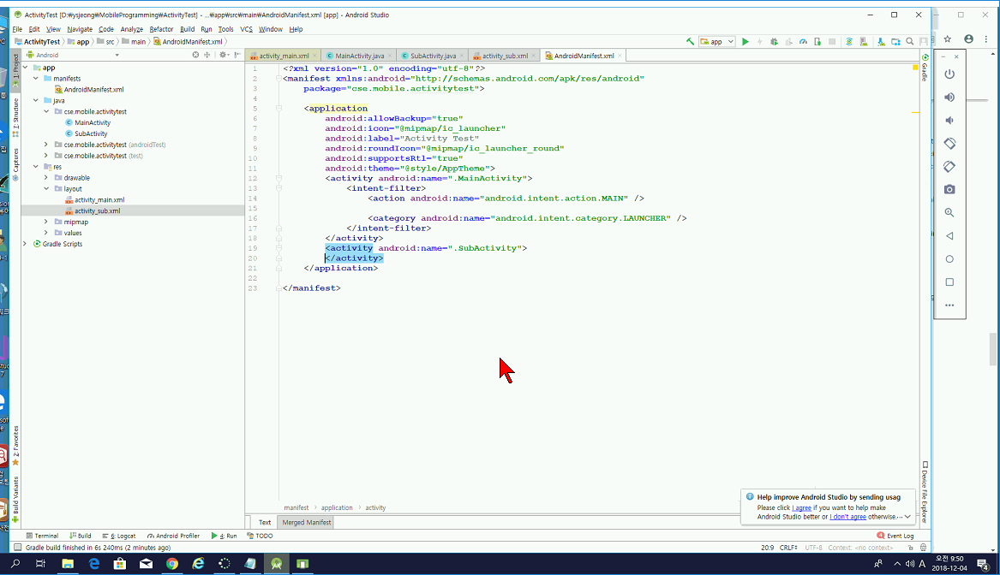 ActivityTest [D:₩ysjeong₩MobileProgramming₩ActivityTest] - ...₩app₩src₩main₩AndroidManifest.xml [app] - Android Studio
File Edit View Navigate Code Analyze Refactor Build Run Tools VCS Window Help
ActivityTest app src main AndroidManifest.xml
app
Android
activity_main.xml MainActivity.java SubActivity.java activity_sub.xml AndroidManifest.xml
1: Project
Z: Structure
Captures
2: Favorites
Build Variants
app
manifests
AndroidManifest.xml
java
cse.mobile.activitytest
MainActivity
SubActivity
cse.mobile.activitytest (androidTest)
cse.mobile.activitytest (test)
res
drawable
layout
activity_main.xml
activity_sub.xml
mipmap
values
Gradle Scripts
1 <?xml version="1.0" encoding="utf-8"?>
2 <manifest xmlns:android="http://schemas.android.com/apk/res/android"
3 package="cse.mobile.activitytest">
4
5 <application
6 android:allowBackup="true"
7 android:icon="@mipmap/ic_launcher"
8 android:label="Activity Test"
9 android:roundIcon="@mipmap/ic_launcher_round"
10 android:supportsRtl="true"
11 android:theme="@style/AppTheme">
12 <activity android:name=".MainActivity">
13 <intent-filter>
14 <action android:name="android.intent.action.MAIN" />
15
16 <category android:name="android.intent.category.LAUNCHER" />
17 </intent-filter>
18 </activity>
19 <activity android:name=".SubActivity">
20 </activity>
21 </application>
22
23 </manifest>
Gradle
Device File Explorer
manifest application activity
Text Merged Manifest
Help improve Android Studio by sending usag
Please click I agree if you want to help make
Android Studio better or I don't agree otherwise....
Terminal Build 6: Logcat Android Profiler 4: Run TODO
Event Log
Gradle build finished in 6s 240ms (2 minutes ago)
20:9 CRLF÷ UTF-8 Context: <no context>
A
오전 9:50
2018-12-04
4